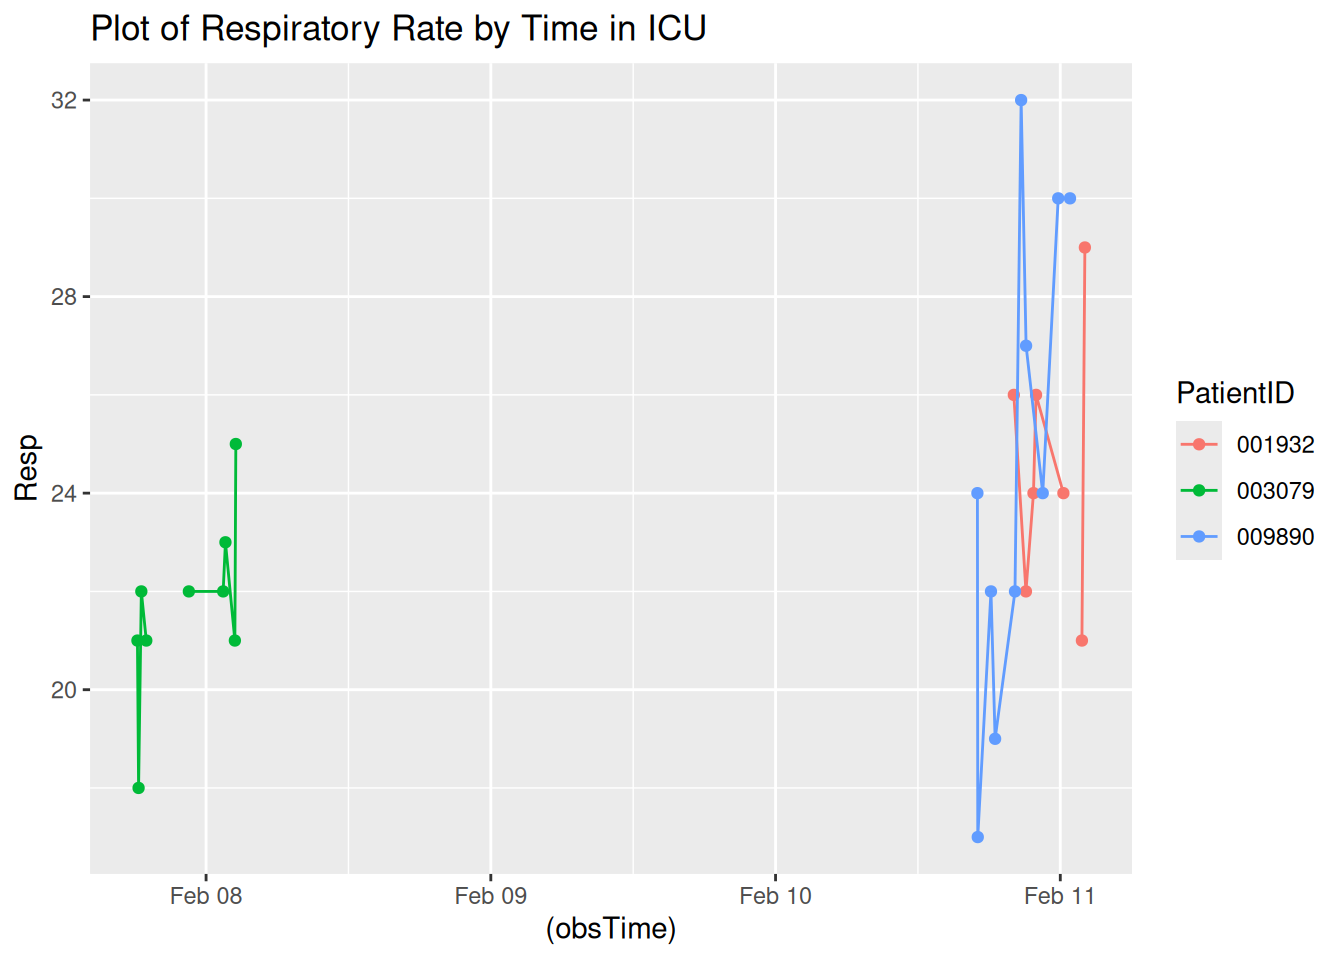 Plot of Respiratory Rate by Time in ICU
32
28
24
20
Resp
Feb 08
Feb 09
Feb 10
Feb 11
(obsTime)
PatientID
001932
003079
009890